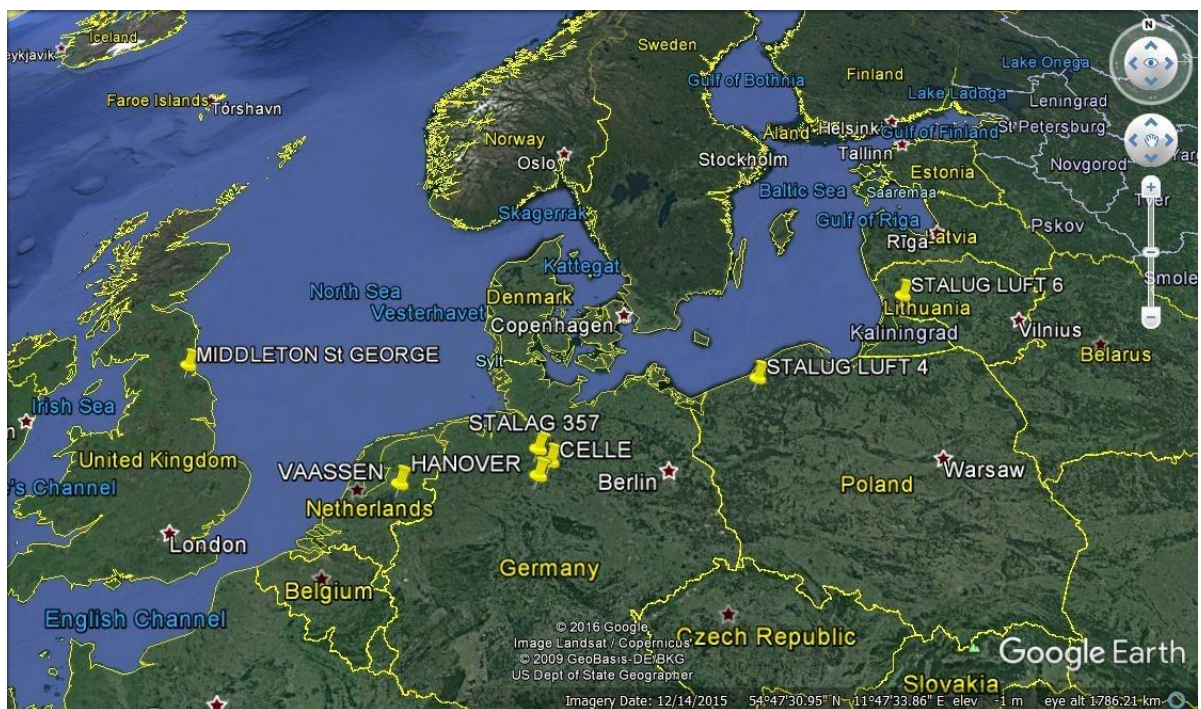 Iceland
eykjavik
Faroe Islands
Tórshavn
Sweden
Gulf of Bothnia
Finland
Lake Onega
Lake Ladoga
Leningrad
N
Norway
Oslo
Åland
Helsink
Gulf of Finland
St Petersburg
Stockholm
Tallinn
Novgorod
Yar
Estonia
Baltic Sea
Saaremaa
Tver
Skagerrak
Gulf of Riga
Pskov
Rīga
Latvia
Kattegat
Smole
North Sea
Vesterhavet
Denmark
STALUG LUFT 6
Lithuania
Copenhagen
Kaliningrad
Vilnius
MIDDLETON St GEORGE
Sylt
STALUG LUFT 4
Belarus
Irish Sea
n
STALAG 357
CELLE
United Kingdom
VAASSEN
HANOVER
Berlin
Warsaw
e's Channel
Netherlands
Poland
London
Germany
Belgium
English Channel
Czech Republic
© 2016 Google
Image Landsat / Copernicus
© 2009 GeoBasis-DE/BKG
US Dept of State Geographer
Google Earth
Slovakia
Imagery Date: 12/14/2015 54°47'30.95" N 11°47'33.86" E elev -1 m eye alt 1786.21 km